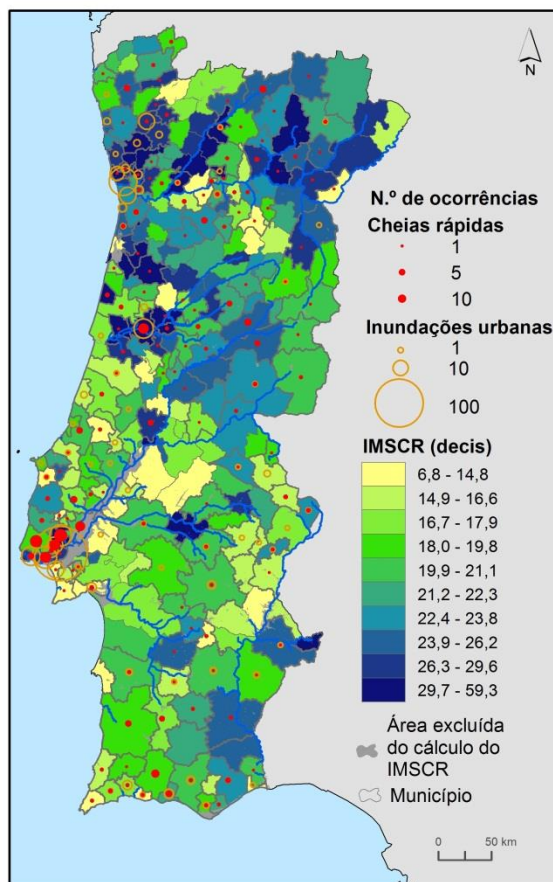 N
N.º de ocorrências
Cheias rápidas
1
5
10
Inundações urbanas
1
10
100
IMSCR (decis)
6,8 - 14,8
14,9 - 16,6
16,7 - 17,9
18,0 - 19,8
19,9 - 21,1
21,2 - 22,3
22,4 - 23,8
23,9 - 26,2
26,3 - 29,6
29,7 - 59,3
Área excluída
do cálculo do
IMSCR
Município
0 50 km